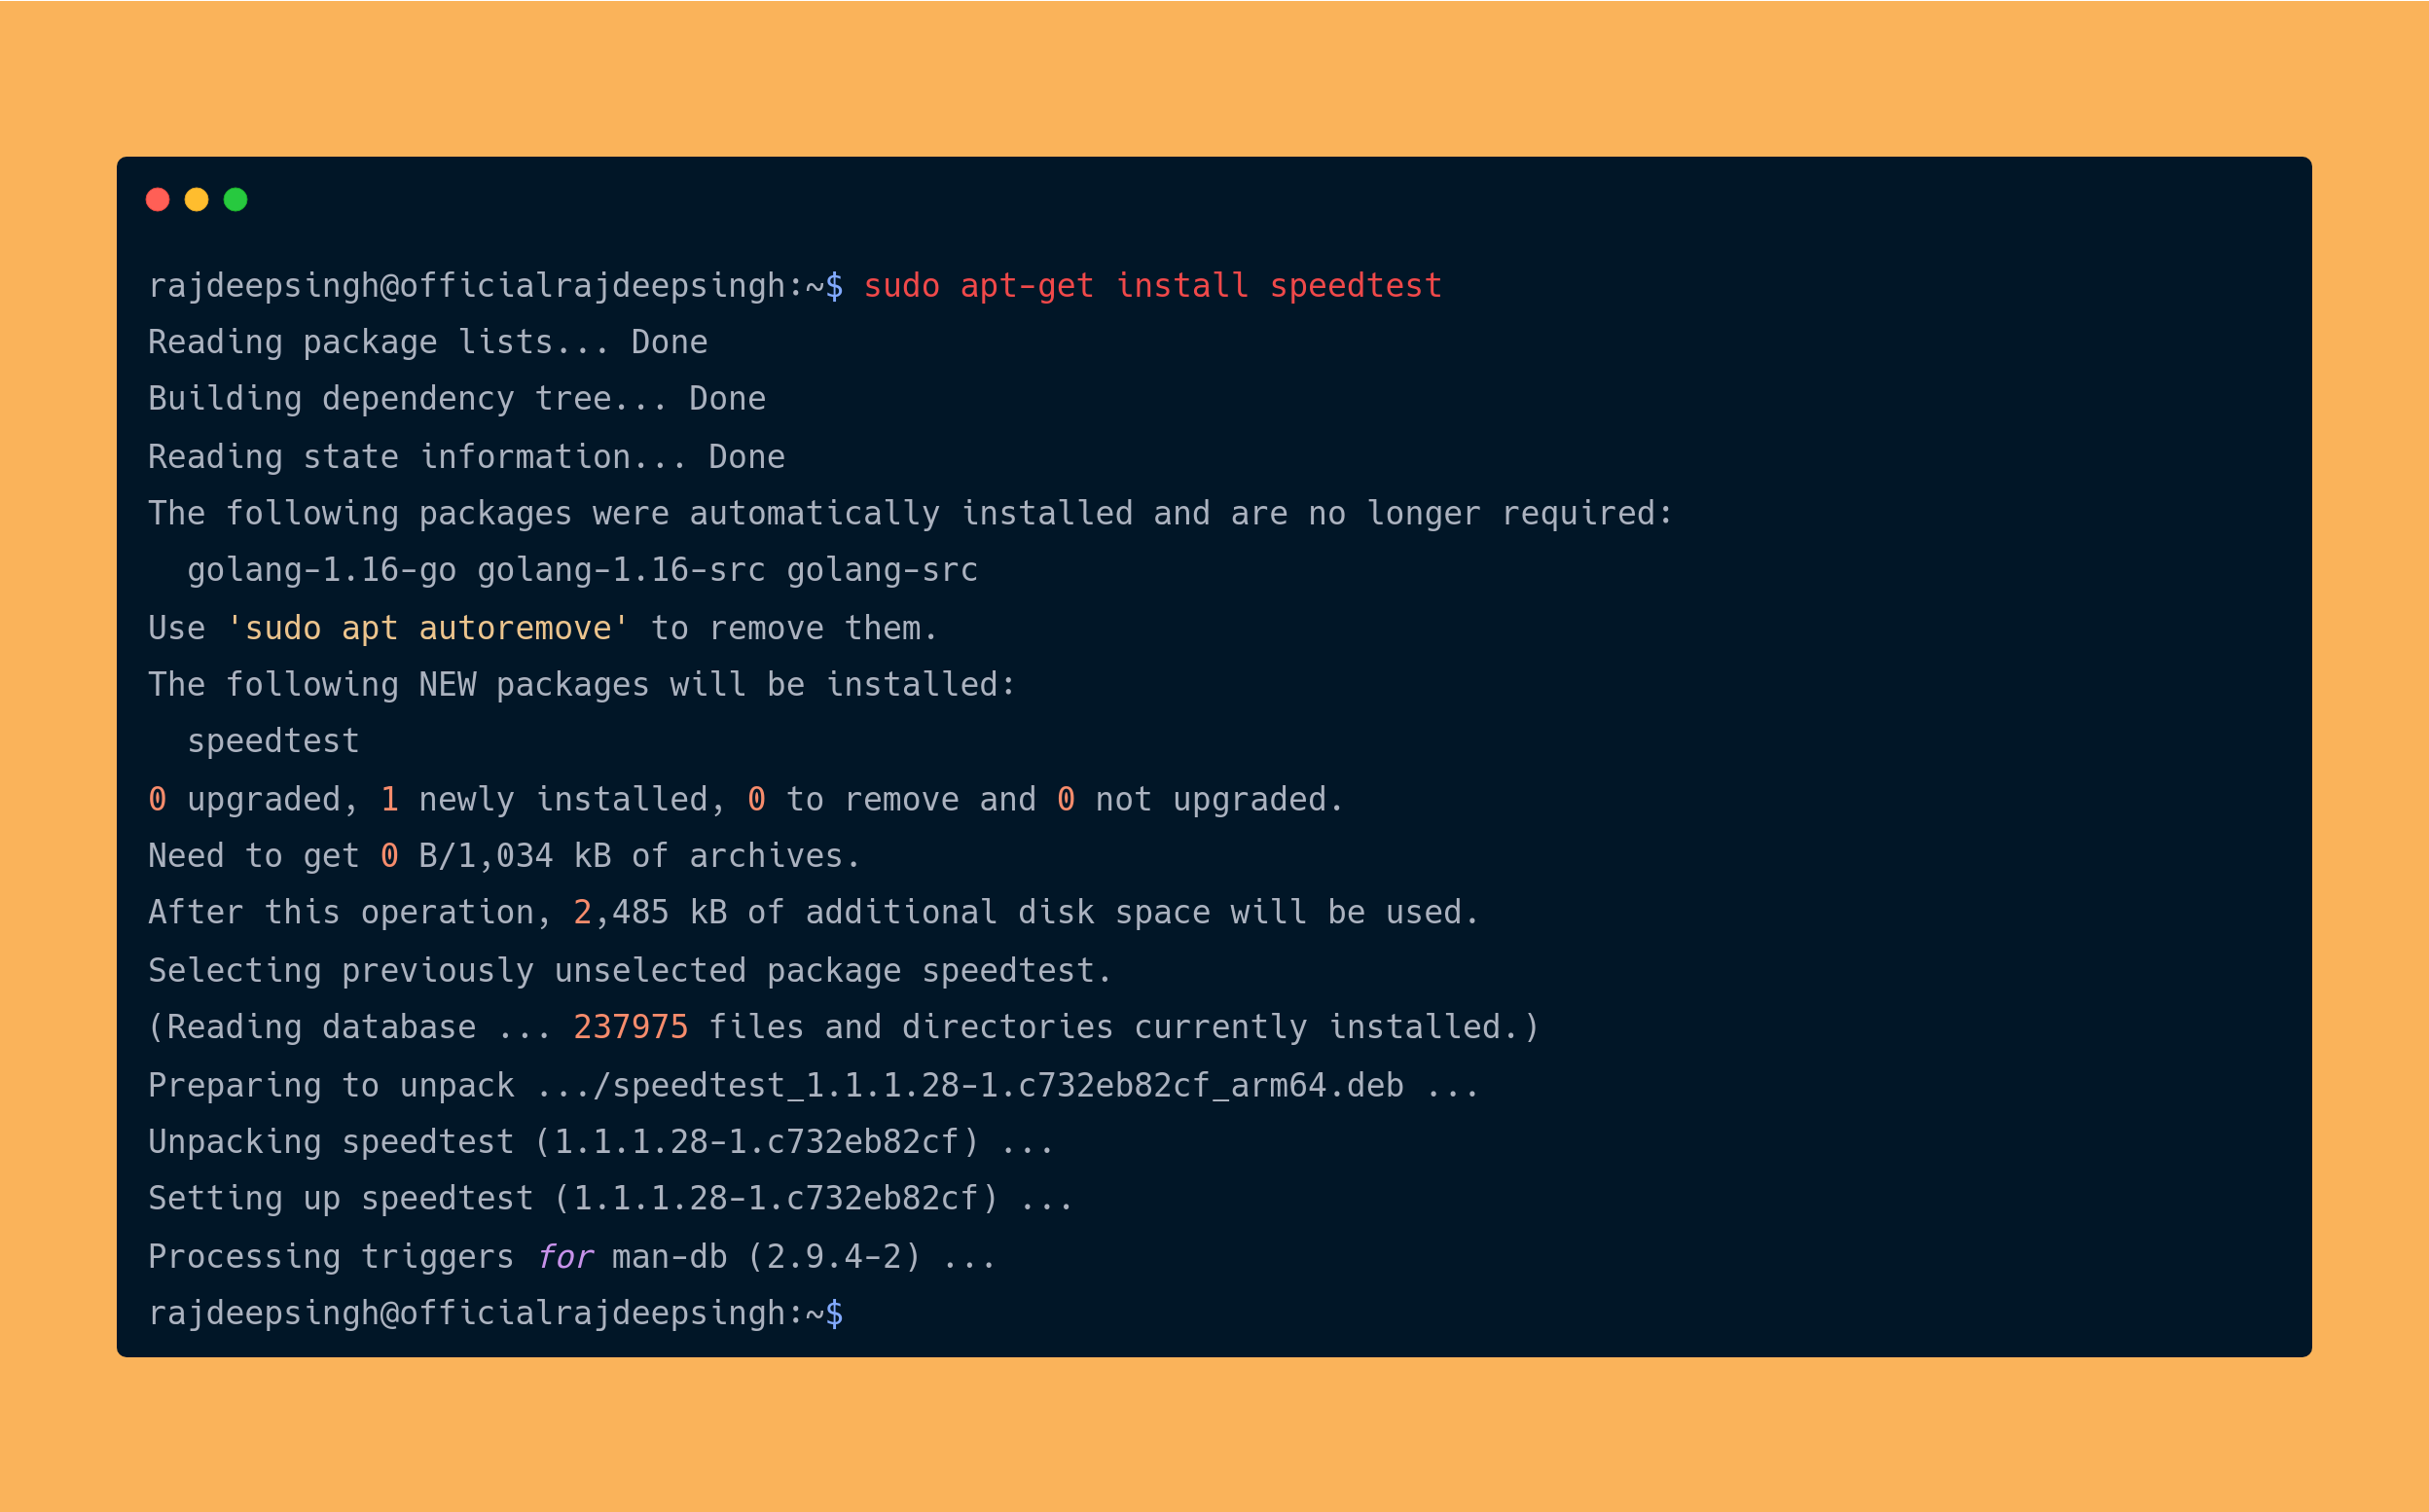 rajdeepsingh@officialrajdeepsingh:~$ sudo apt-get install speedtest
Reading package lists... Done
Building dependency tree... Done
Reading state information... Done
The following packages were automatically installed and are no longer required:
  golang-1.16-go golang-1.16-src golang-src
Use 'sudo apt autoremove' to remove them.
The following NEW packages will be installed:
  speedtest
0 upgraded, 1 newly installed, 0 to remove and 0 not upgraded.
Need to get 0 B/1,034 kB of archives.
After this operation, 2,485 kB of additional disk space will be used.
Selecting previously unselected package speedtest.
(Reading database ... 237975 files and directories currently installed.)
Preparing to unpack .../speedtest_1.1.1.28-1.c732eb82cf_arm64.deb ...
Unpacking speedtest (1.1.1.28-1.c732eb82cf) ...
Setting up speedtest (1.1.1.28-1.c732eb82cf) ...
Processing triggers for man-db (2.9.4-2) ...
rajdeepsingh@officialrajdeepsingh:~$